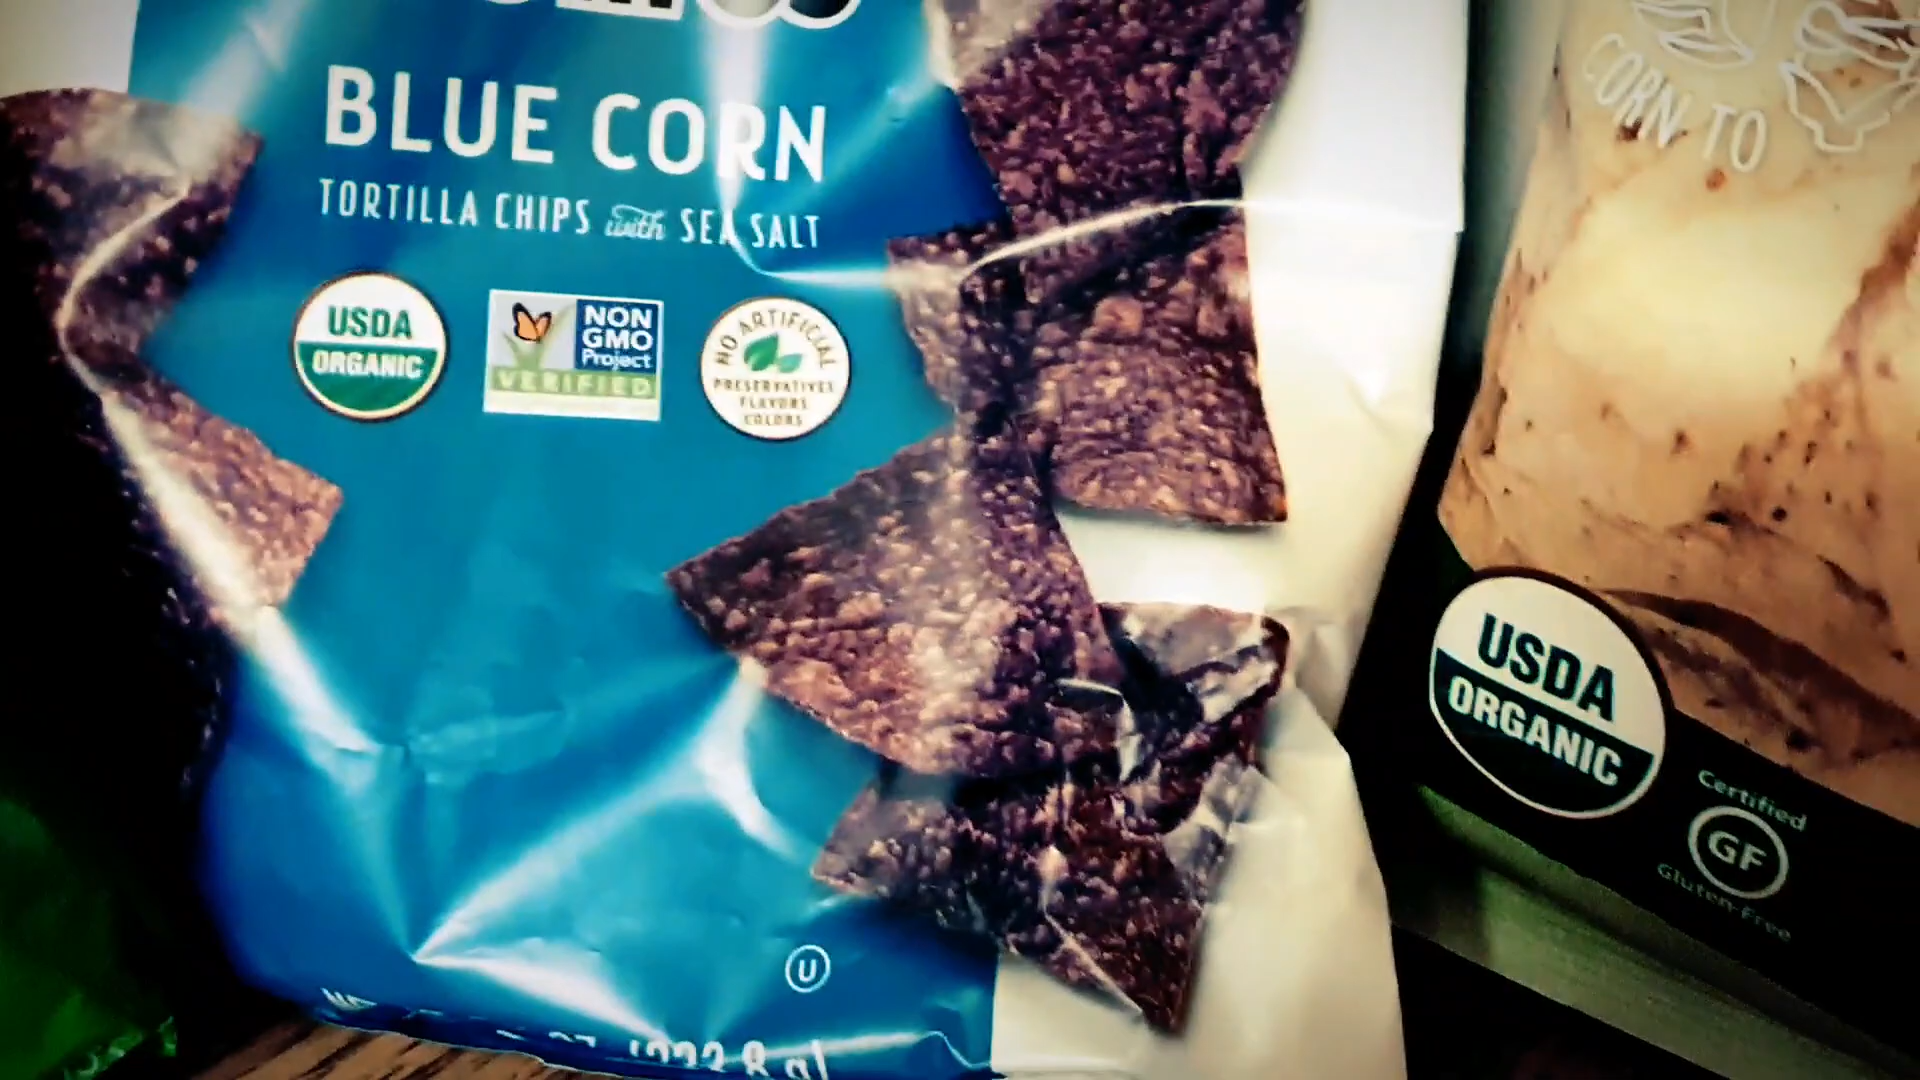 BLUE CORN
TORTILLA CHIPS with SEA SALT
USDA
ORGANIC
NON
GMO
Project
VERIFIED
NO ARTIFICIAL
PRESERVATIVES
FLAVORS
COLORS
U
CORN TO
USDA
ORGANIC
Certified
GF
Gluten-Free